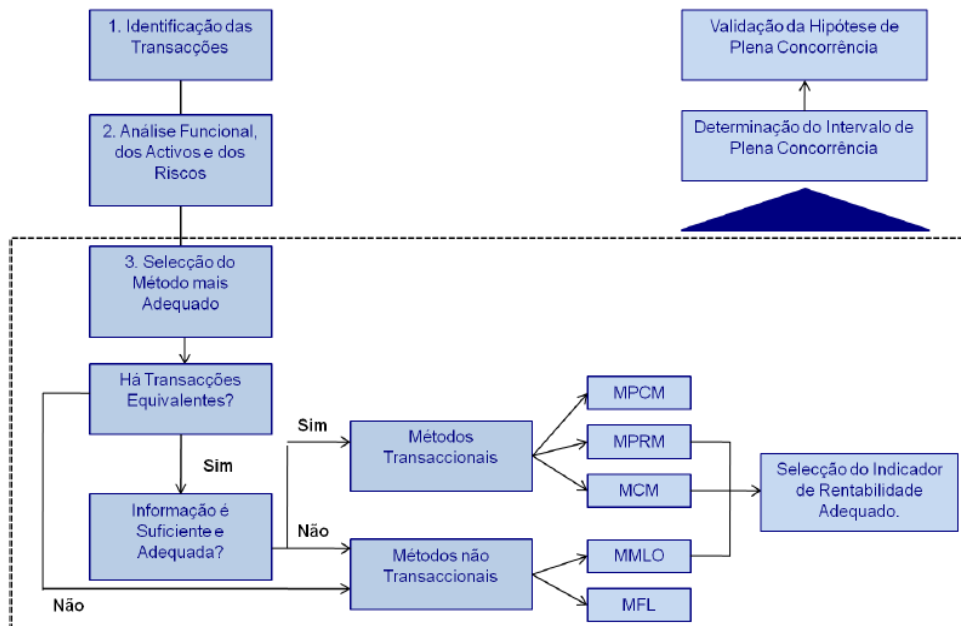 1. Identificação das
Transacções
2. Análise Funcional,
dos Activos e dos
Riscos
3. Selecção do
Método mais
Adequado
Há Transacções
Equivalentes?
Sim
Informação é
Suficiente e
Adequada?
Não
Sim
Não
Métodos
Transaccionais
Métodos não
Transaccionais
MPCM
MPRM
MCM
MMLO
MFL
Selecção do Indicador
de Rentabilidade
Adequado.
Validação da Hipótese de
Plena Concorrência
Determinação do Intervalo de
Plena Concorrência